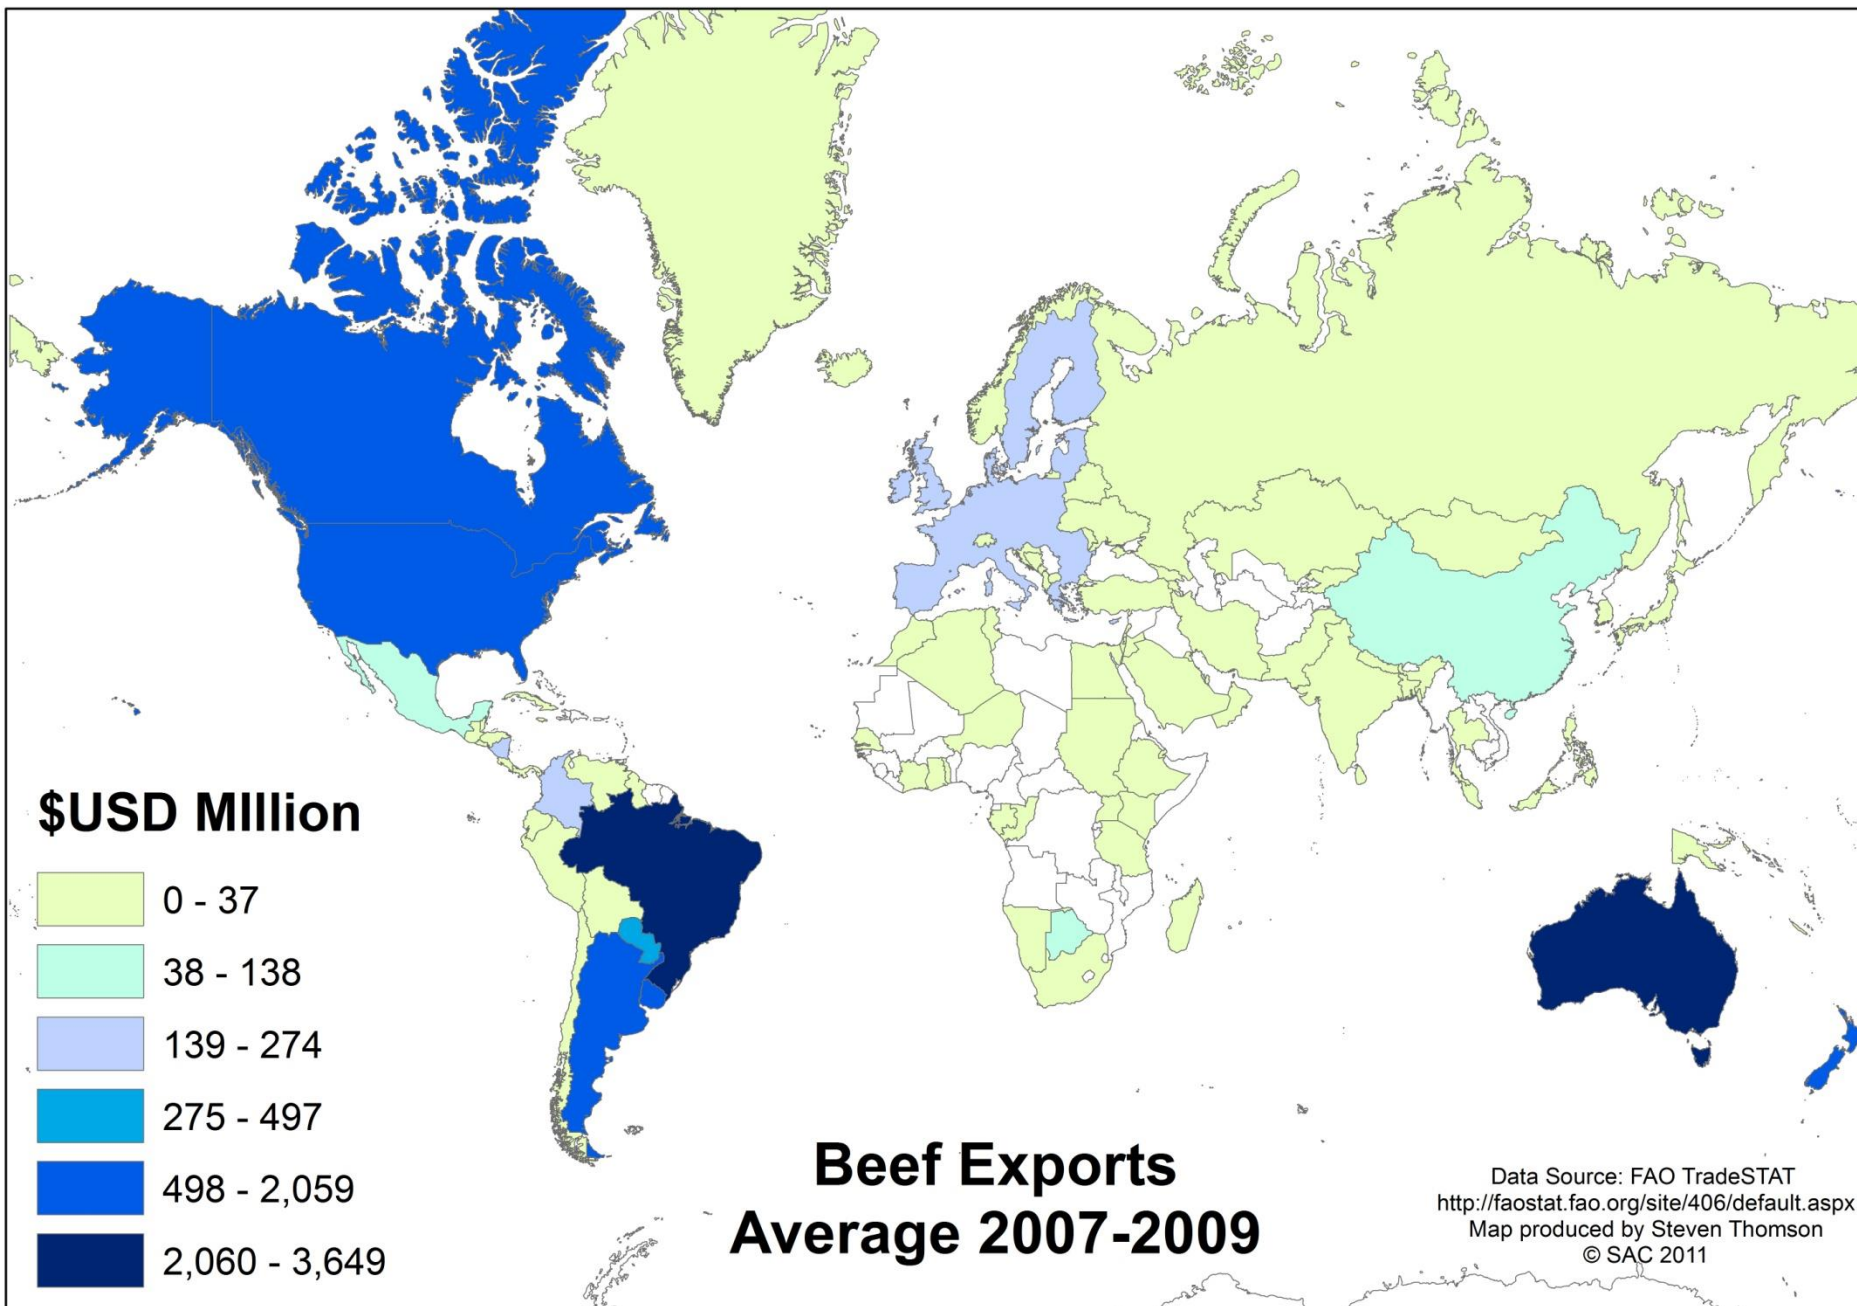 $USD MIllion
0 - 37
38 - 138
139 - 274
275 - 497
498 - 2,059
2,060 - 3,649
Beef Exports
Average 2007-2009
Data Source: FAO TradeSTAT
http://faostat.fao.org/site/406/default.aspx
Map produced by Steven Thomson
© SAC 2011